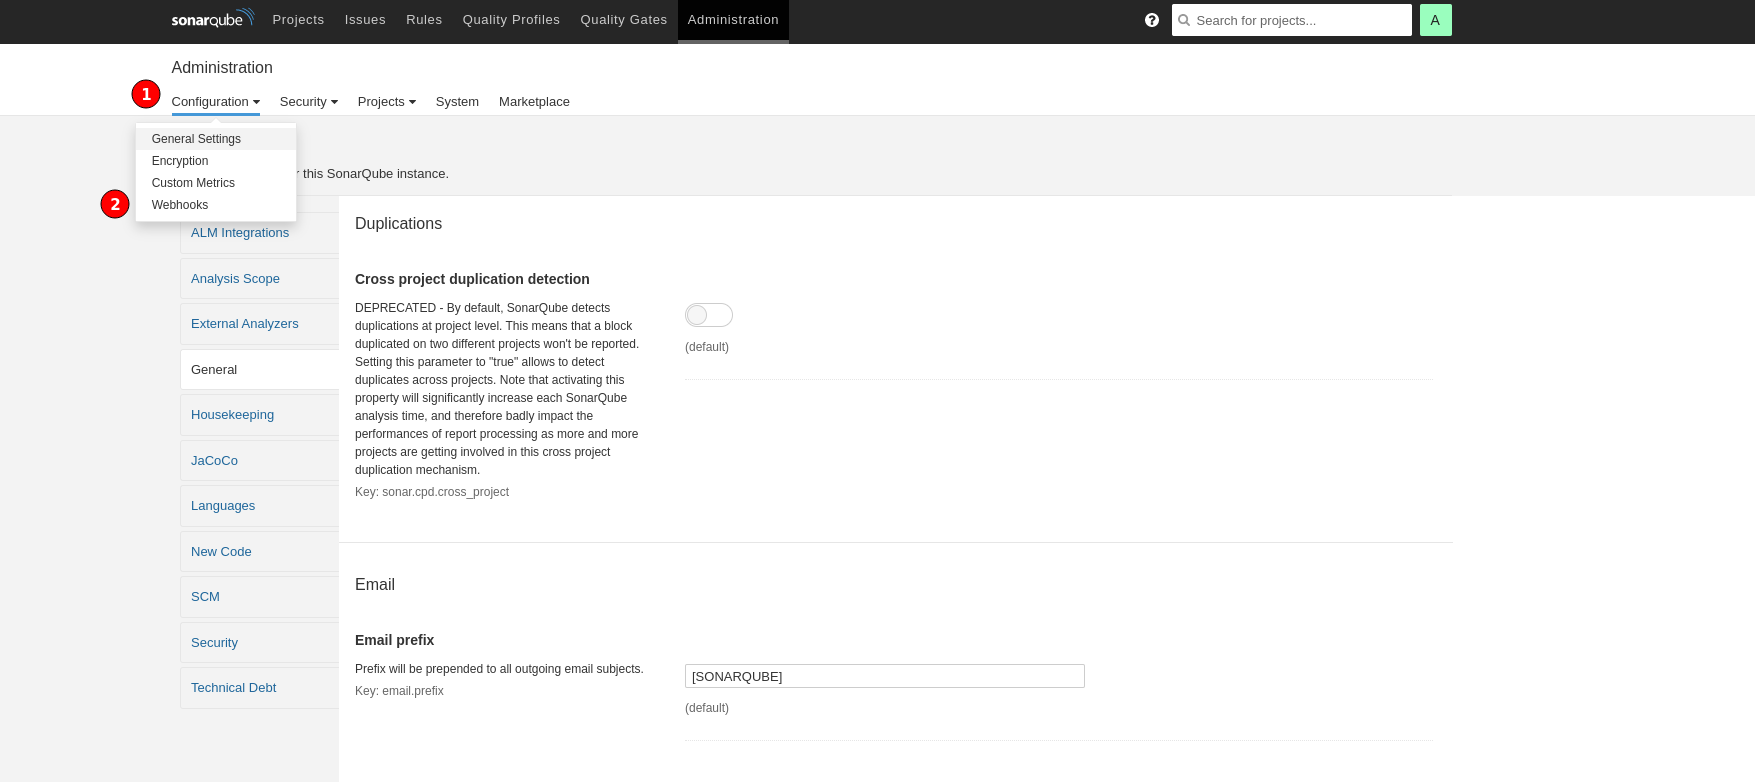 sonarqube Projects Issues Rules Quality Profiles Quality Gates Administration Search for projects... A
Administration
1
Configuration Security Projects System Marketplace
General Settings
Encryption
r this SonarQube instance.
Custom Metrics
2
Webhooks
ALM Integrations
Analysis Scope
External Analyzers
General
Housekeeping
JaCoCo
Languages
New Code
SCM
Security
Technical Debt
Duplications
Cross project duplication detection
DEPRECATED - By default, SonarQube detects
duplications at project level. This means that a block
duplicated on two different projects won't be reported.
Setting this parameter to "true" allows to detect
duplicates across projects. Note that activating this
property will significantly increase each SonarQube
analysis time, and therefore badly impact the
performances of report processing as more and more
projects are getting involved in this cross project
duplication mechanism.
Key: sonar.cpd.cross_project
(default)
Email
Email prefix
Prefix will be prepended to all outgoing email subjects.
Key: email.prefix
[SONARQUBE]
(default)